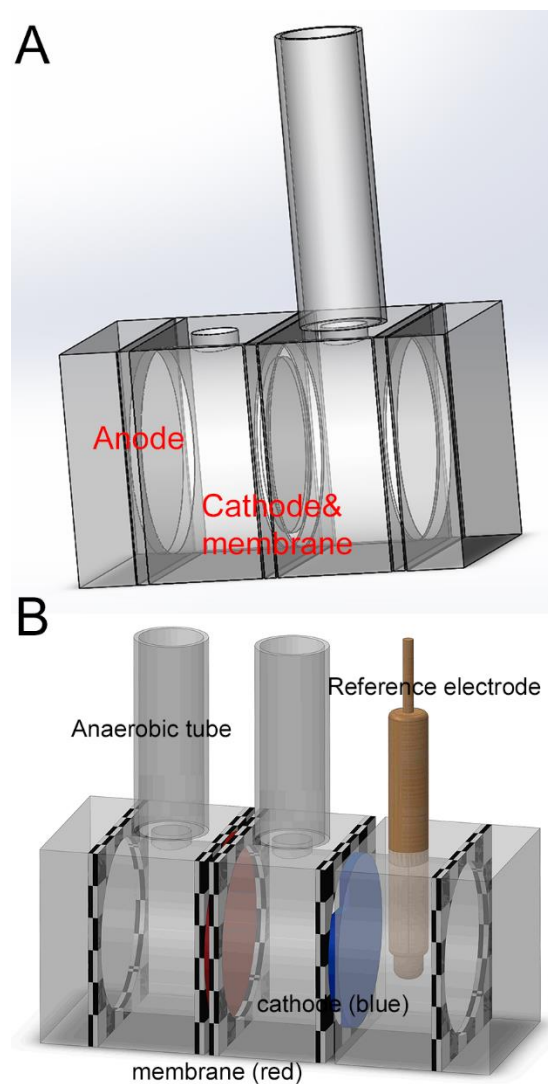 A
Anode
Cathode&
membrane
B
Reference electrode
Anaerobic tube
cathode (blue)
membrane (red)